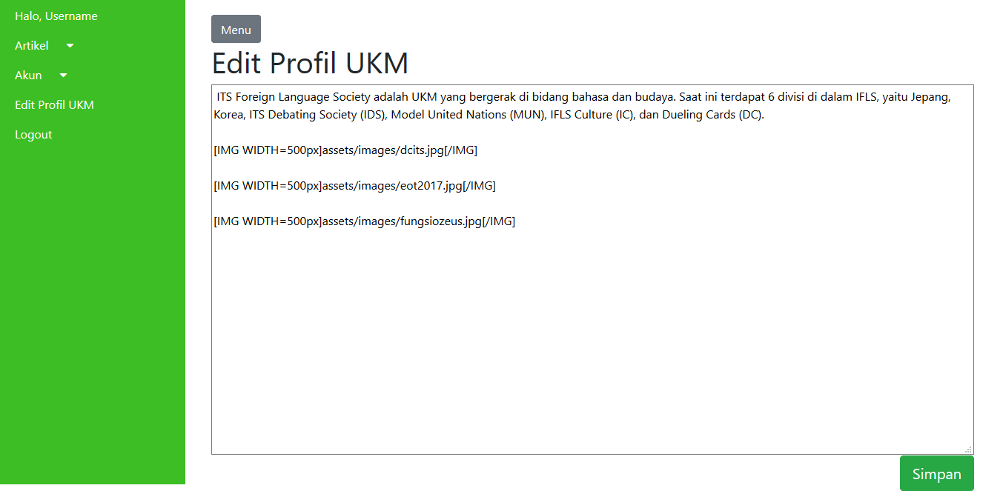 Halo, Username
Artikel
Akun
Edit Profil UKM
Logout
Menu
Edit Profil UKM
ITS Foreign Language Society adalah UKM yang bergerak di bidang bahasa dan budaya. Saat ini terdapat 6 divisi di dalam IFLS, yaitu Jepang,
Korea, ITS Debating Society (IDS), Model United Nations (MUN), IFLS Culture (IC), dan Dueling Cards (DC).
[IMG WIDTH=500px]assets/images/dcits.jpg[/IMG]
[IMG WIDTH=500px]assets/images/eot2017.jpg[/IMG]
[IMG WIDTH=500px]assets/images/fungsiozeus.jpg[/IMG]
Simpan